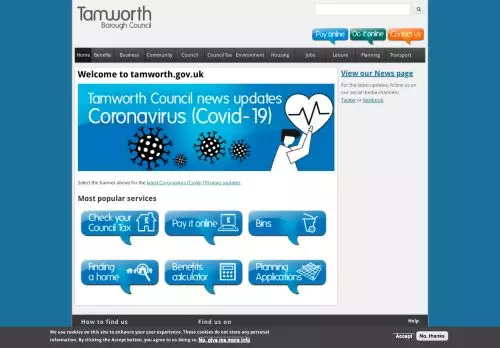 Tamworth
Borough Council
Pay online
Do it online
Contact us
Home Benefits Business Community Council Council Tax Environment Housing Jobs Leisure Planning Transport
Welcome to tamworth.gov.uk
Tamworth Council news updates
Coronavirus (Covid-19)
Select the banner above for the latest Coronavirus (Covid-19) news updates.
Most popular services
Check your
Council Tax
Pay it online
Bins
Finding
a home
Benefits
calculator
Planning
Applications
View our News page
For the latest updates, follow us on
our social media channels:
Twitter or Facebook.
How to find us
Find us on
Help
We use cookies on this site to enhance your user experience. These cookies do not store any personal
information. By clicking the Accept button, you agree to us doing so. No, give me more info
Accept
No, thanks